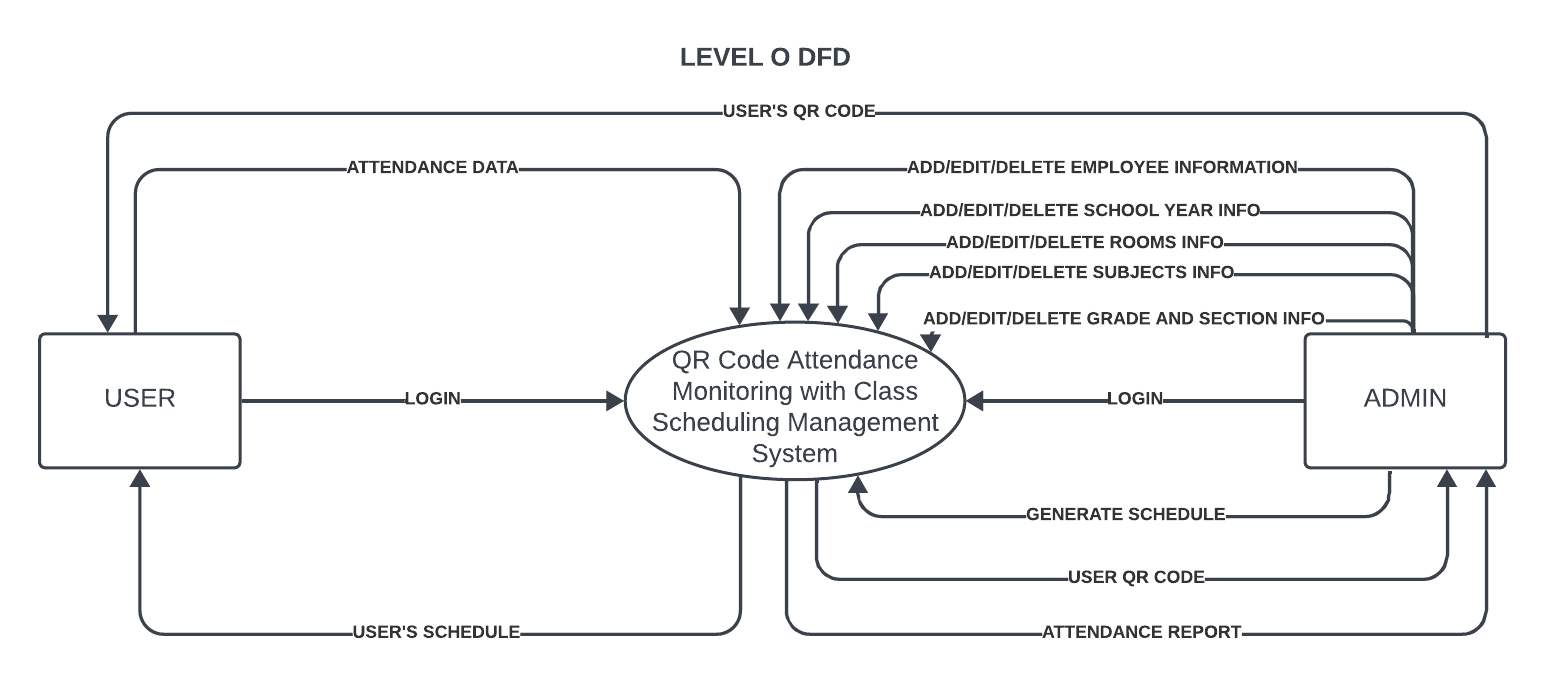 LEVEL O DFD
USER'S QR CODE
ATTENDANCE DATA
ADD/EDIT/DELETE EMPLOYEE INFORMATION
ADD/EDIT/DELETE SCHOOL YEAR INFO
ADD/EDIT/DELETE ROOMS INFO
ADD/EDIT/DELETE SUBJECTS INFO
ADD/EDIT/DELETE GRADE AND SECTION INFO
USER
LOGIN
QR Code Attendance
Monitoring with Class
Scheduling Management
System
LOGIN
ADMIN
GENERATE SCHEDULE
USER QR CODE
USER'S SCHEDULE
ATTENDANCE REPORT